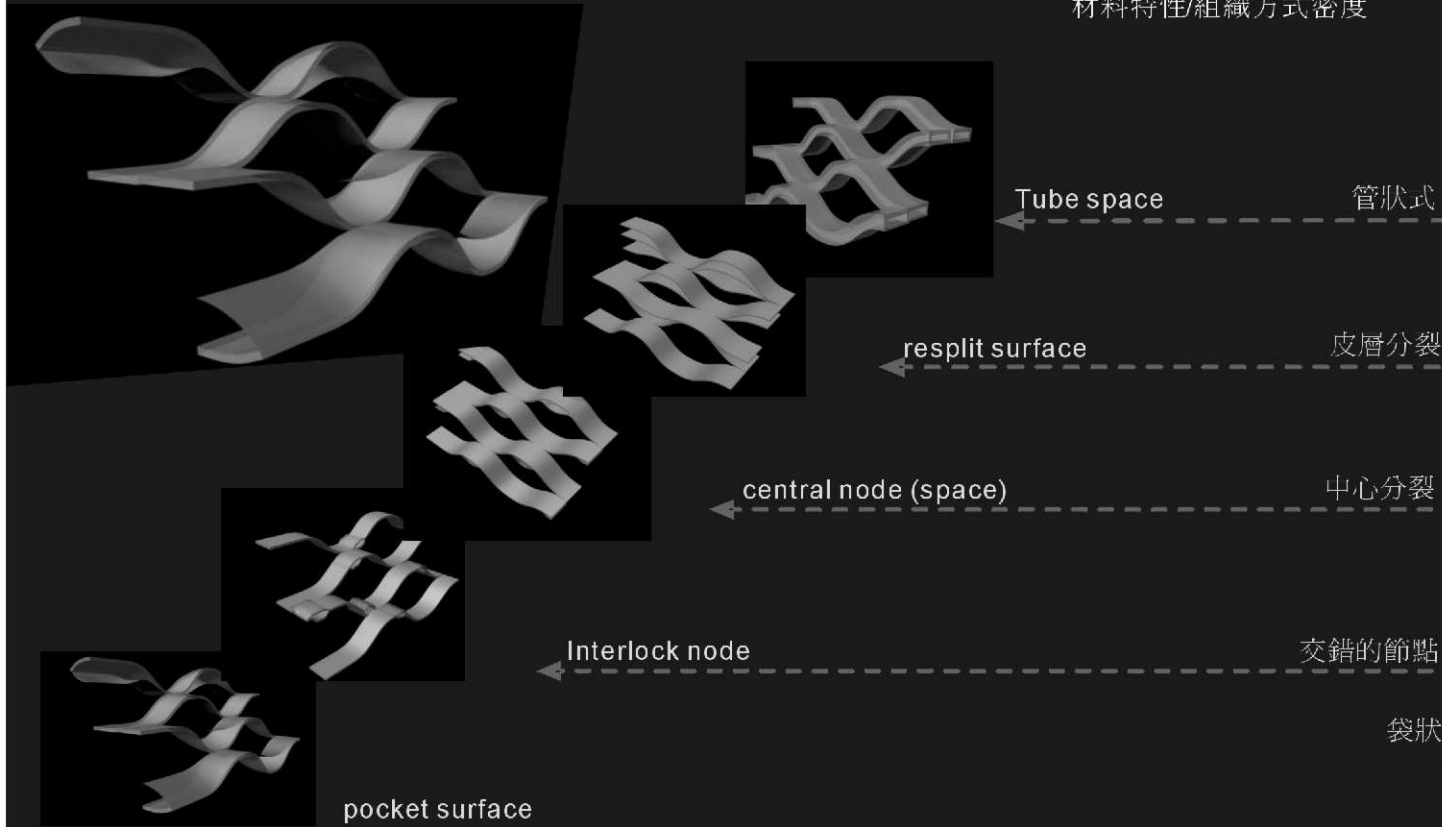 材料特性/組織方式密度
Tube space 管狀式
resplit surface 皮層分裂
central node (space) 中心分裂
Interlock node 交錯的節點
袋狀
pocket surface